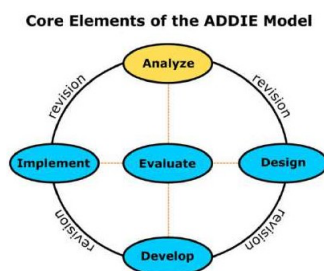 Core Elements of the ADDIE Model
Analyze
revision
revision
Implement
Evaluate
Design
revision
revision
Develop